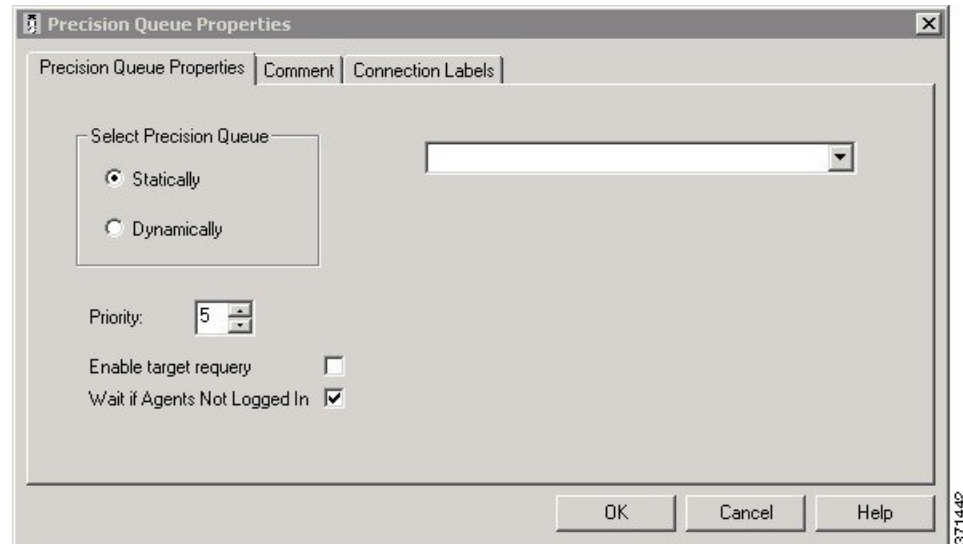 Precision Queue Properties
Precision Queue Properties Comment Connection Labels
Select Precision Queue
Statically
Dynamically
Priority: 5
Enable target requery
Wait if Agents Not Logged In
OK Cancel Help
371442